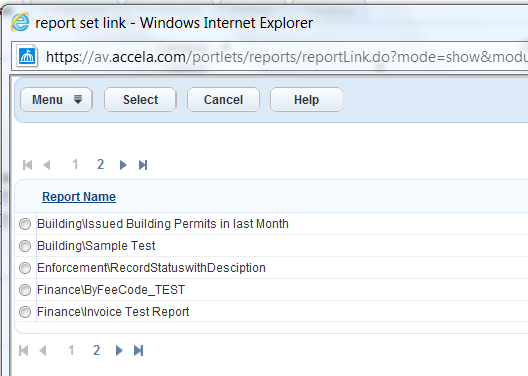 report set link - Windows Internet Explorer
https://av.accela.com/portlets/reports/reportLink.do?mode=show&modu
Menu Select Cancel Help
1 2
Report Name
Building\Issued Building Permits in last Month
Building\Sample Test
Enforcement\RecordStatuswithDesciption
Finance\ByFeeCode_TEST
Finance\Invoice Test Report
1 2